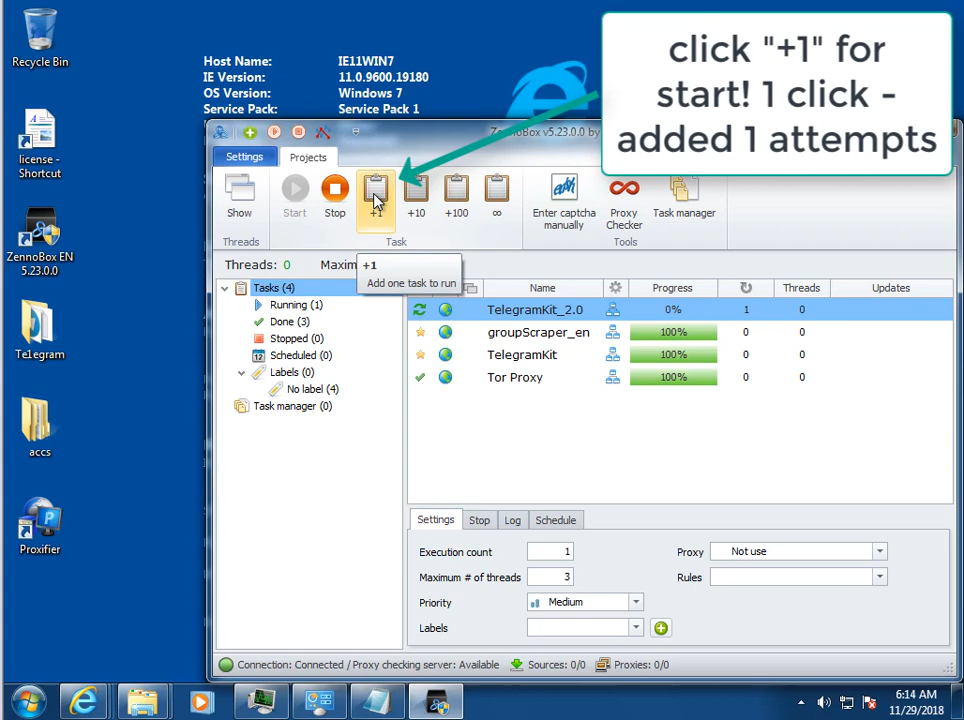 click "+1" for
start! 1 click -
added 1 attempts
Recycle Bin
license -
Shortcut
ZennoBox EN
5.23.0.0
Telegram
accs
Proxifier
Host Name: IE11WIN7
IE Version: 11.0.9600.19180
OS Version: Windows 7
Service Pack: Service Pack 1
ZennoBox v5.23.0.0 by
Settings Projects
Show Start Stop +1 +10 +100 ∞ Enter captcha manually Proxy Checker Task manager
Threads Task Tools
Threads: 0 Maxim
+1
Add one task to run
Tasks (4)
Running (1)
Done (3)
Stopped (0)
Scheduled (0)
Labels (0)
No label (4)
Task manager (0)
Name Progress Threads Updates
TelegramKit_2.0 0% 1 0
groupScraper_en 100% 0 0
TelegramKit 100% 0 0
Tor Proxy 100% 0 0
Settings Stop Log Schedule
Execution count 1 Proxy Not use
Maximum # of threads 3 Rules
Priority Medium
Labels
Connection: Connected / Proxy checking server: Available Sources: 0/0 Proxies: 0/0
6:14 AM
11/29/2018